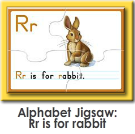 Rr
Rr is for rabbit.
Alphabet Jigsaw:
Rr is for rabbit